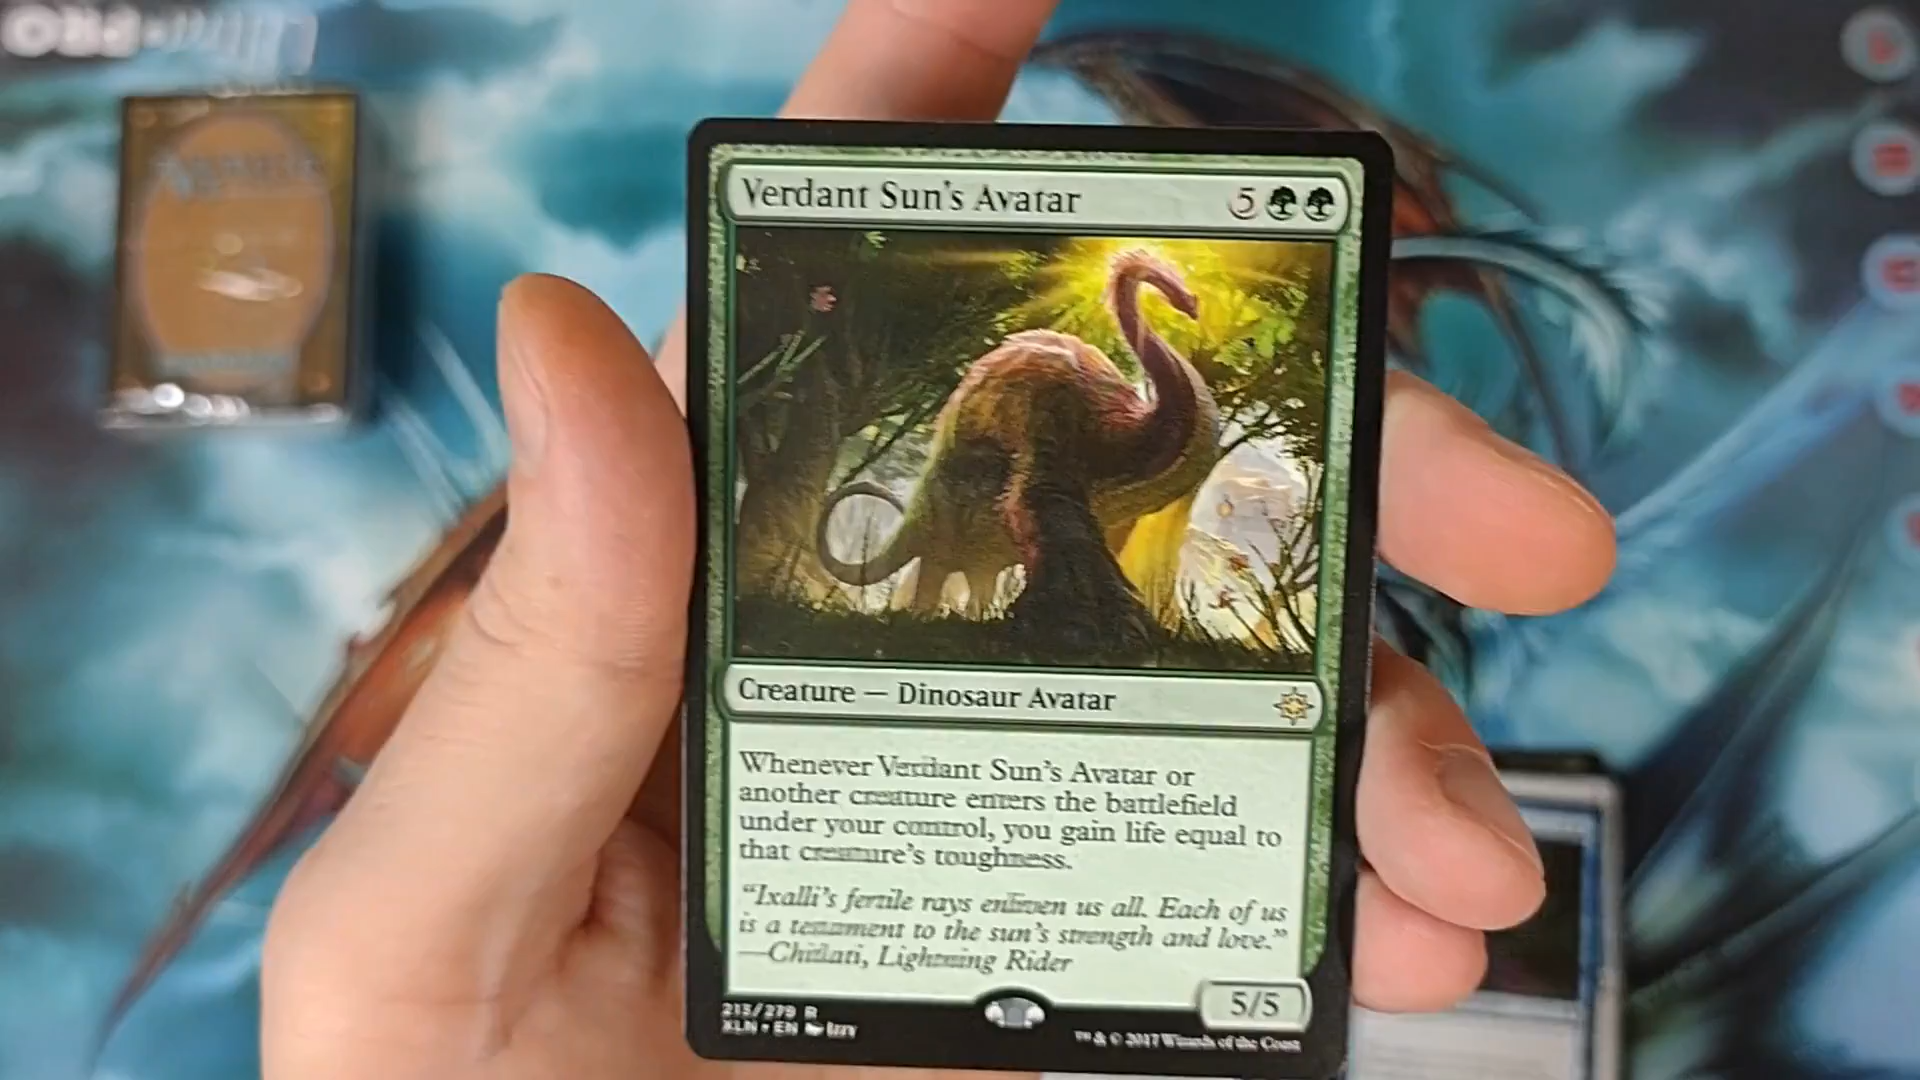 Verdant Sun's Avatar 5
Creature — Dinosaur Avatar
Whenever Verdant Sun's Avatar or
another creature enters the battlefield
under your control, you gain life equal to
that creature's toughness.
"Ixalli's fertile rays enliven us all. Each of us
is a testament to the sun's strength and love."
—Chitlati, Lightning Rider
5/5
213/279 R
XLN • EN Izzy
™ & © 2017 Wizards of the Coast